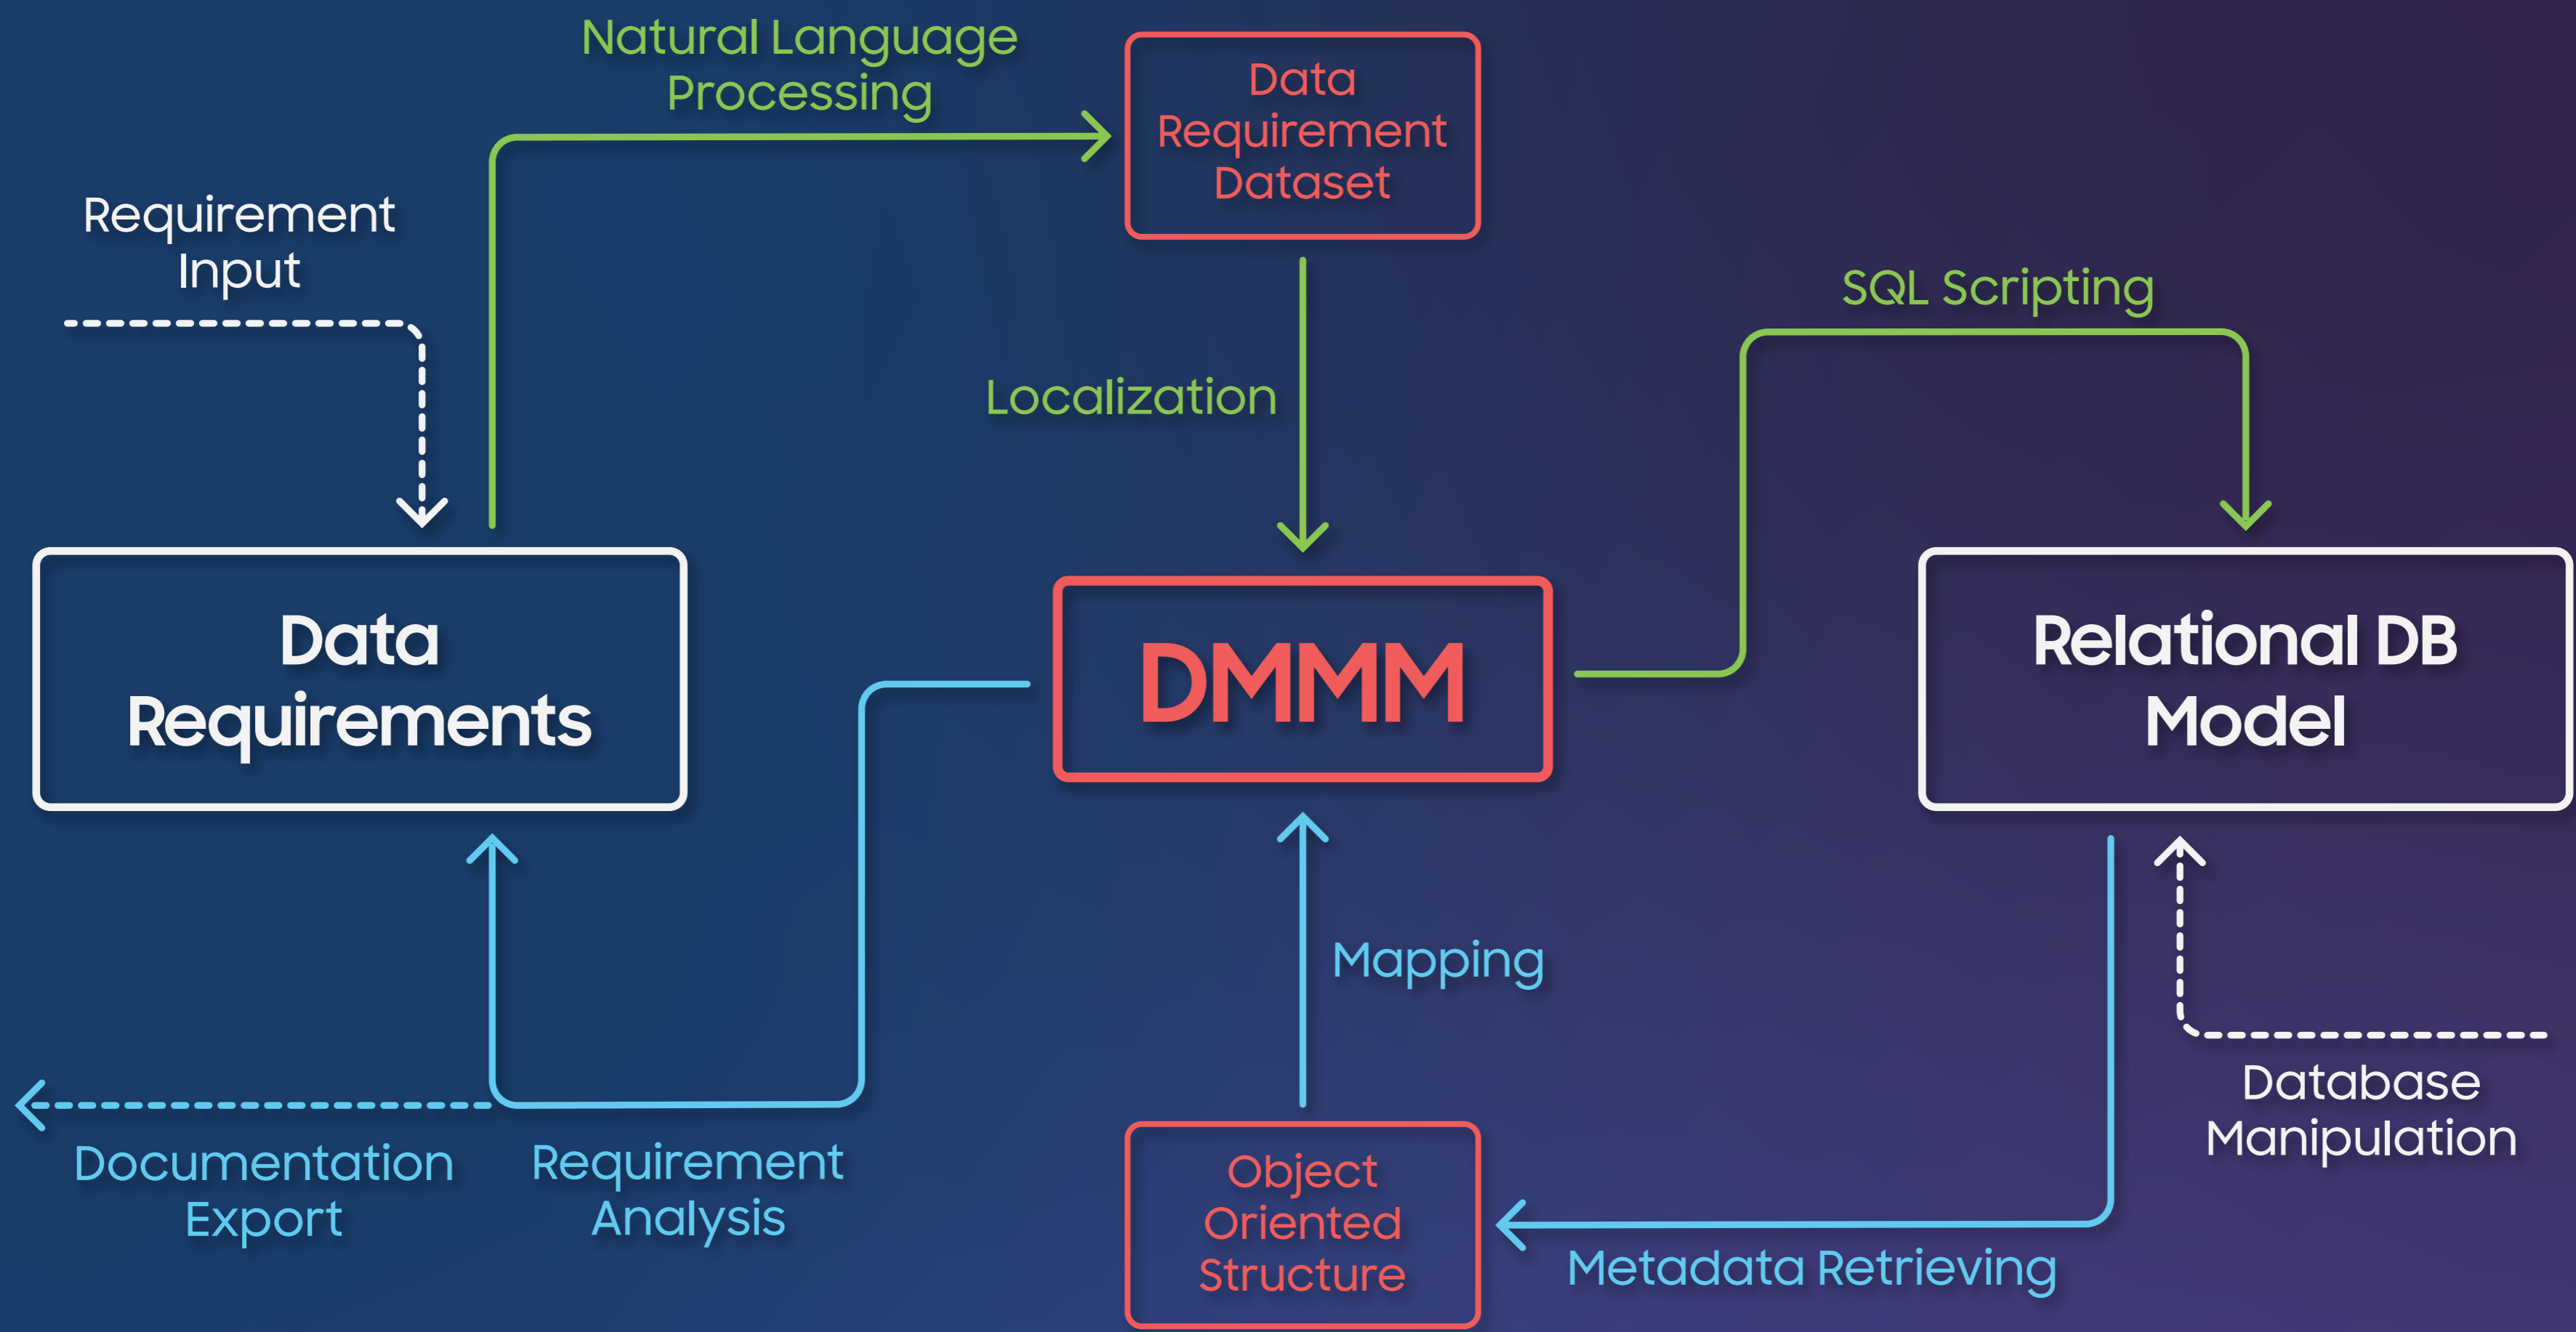 Natural Language
Processing
Data
Requirement
Dataset
Requirement
Input
SQL Scripting
Localization
Data
Requirements
DMMM
Relational DB
Model
Mapping
Database
Manipulation
Documentation
Export
Requirement
Analysis
Object
Oriented
Structure
Metadata Retrieving